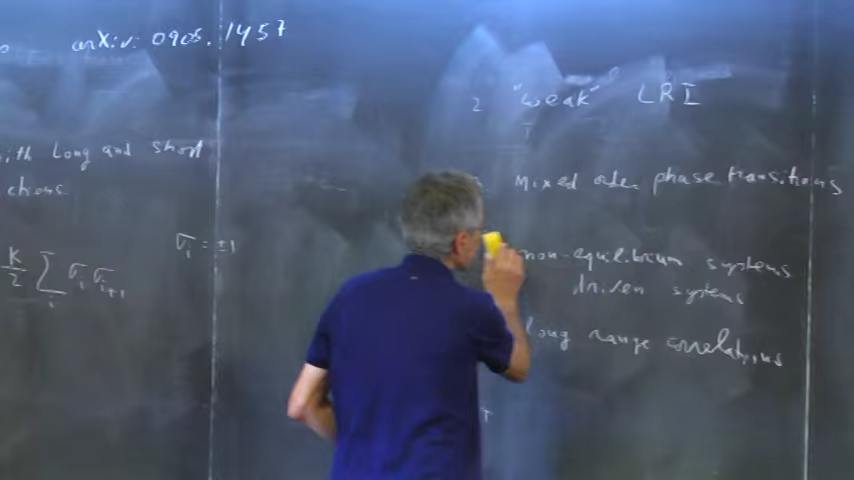 arXiv: 0905.1457
ith Long and short
ctions
K/2 ∑i σi σi+1 σi = ±1
2 "weak" LRI
Mixed order phase transitions
non-equilibrium systems
driven systems
long range correlations